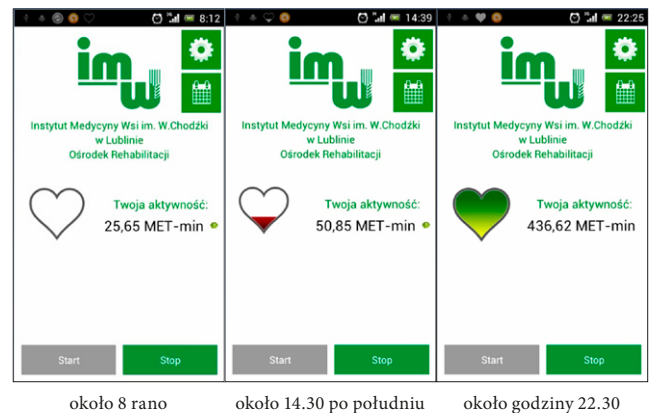 8:12
imw
Instytut Medycyny Wsi im. W.Chodźki
w Lublinie
Ośrodek Rehabilitacji
Twoja aktywność:
25,65 MET-min
Start
Stop
około 8 rano
14:39
imw
Instytut Medycyny Wsi im. W.Chodźki
w Lublinie
Ośrodek Rehabilitacji
Twoja aktywność:
50,85 MET-min
Start
Stop
około 14.30 po południu
22:25
imw
Instytut Medycyny Wsi im. W.Chodźki
w Lublinie
Ośrodek Rehabilitacji
Twoja aktywność:
436,62 MET-min
Start
Stop
około godziny 22.30